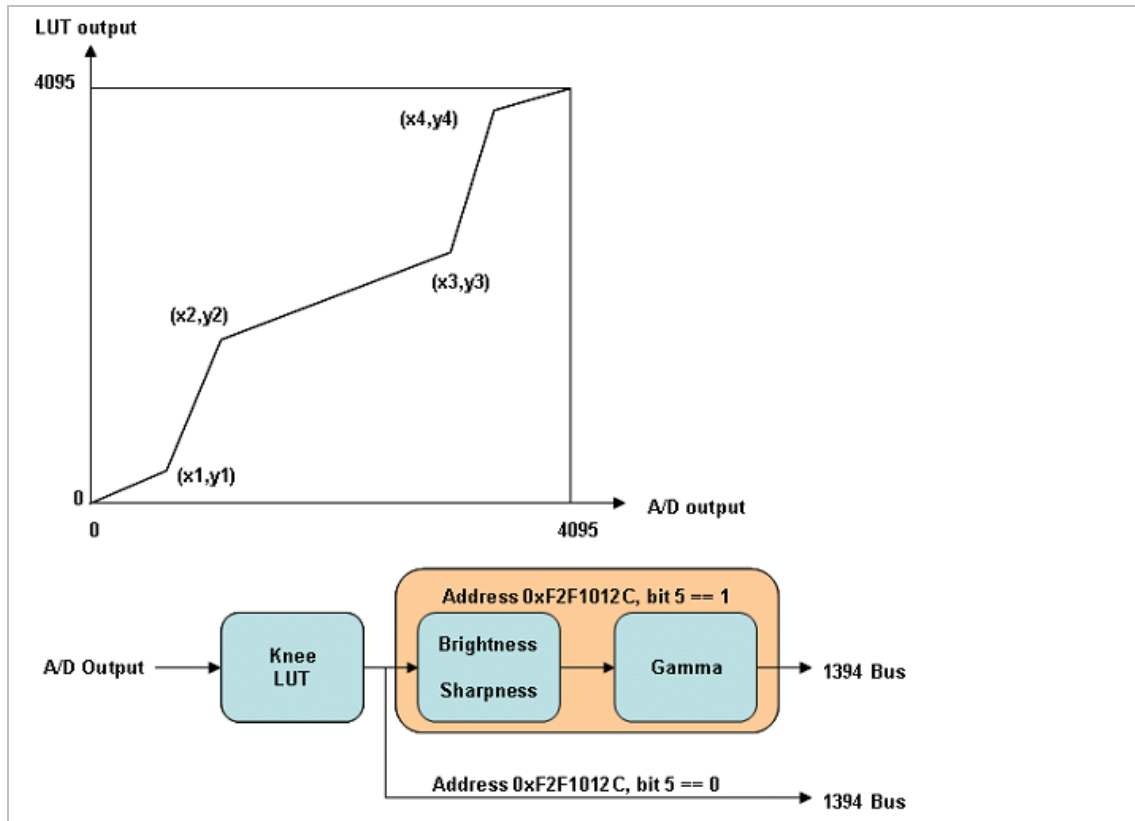 LUT output
4095
(x4,y4)
(x3,y3)
(x2,y2)
(x1,y1)
0
A/D output
0
4095
Address 0xF2F1012C, bit 5 == 1
A/D Output
Knee
LUT
Brightness
Sharpness
Gamma
1394 Bus
Address 0xF2F1012C, bit 5 == 0
1394 Bus